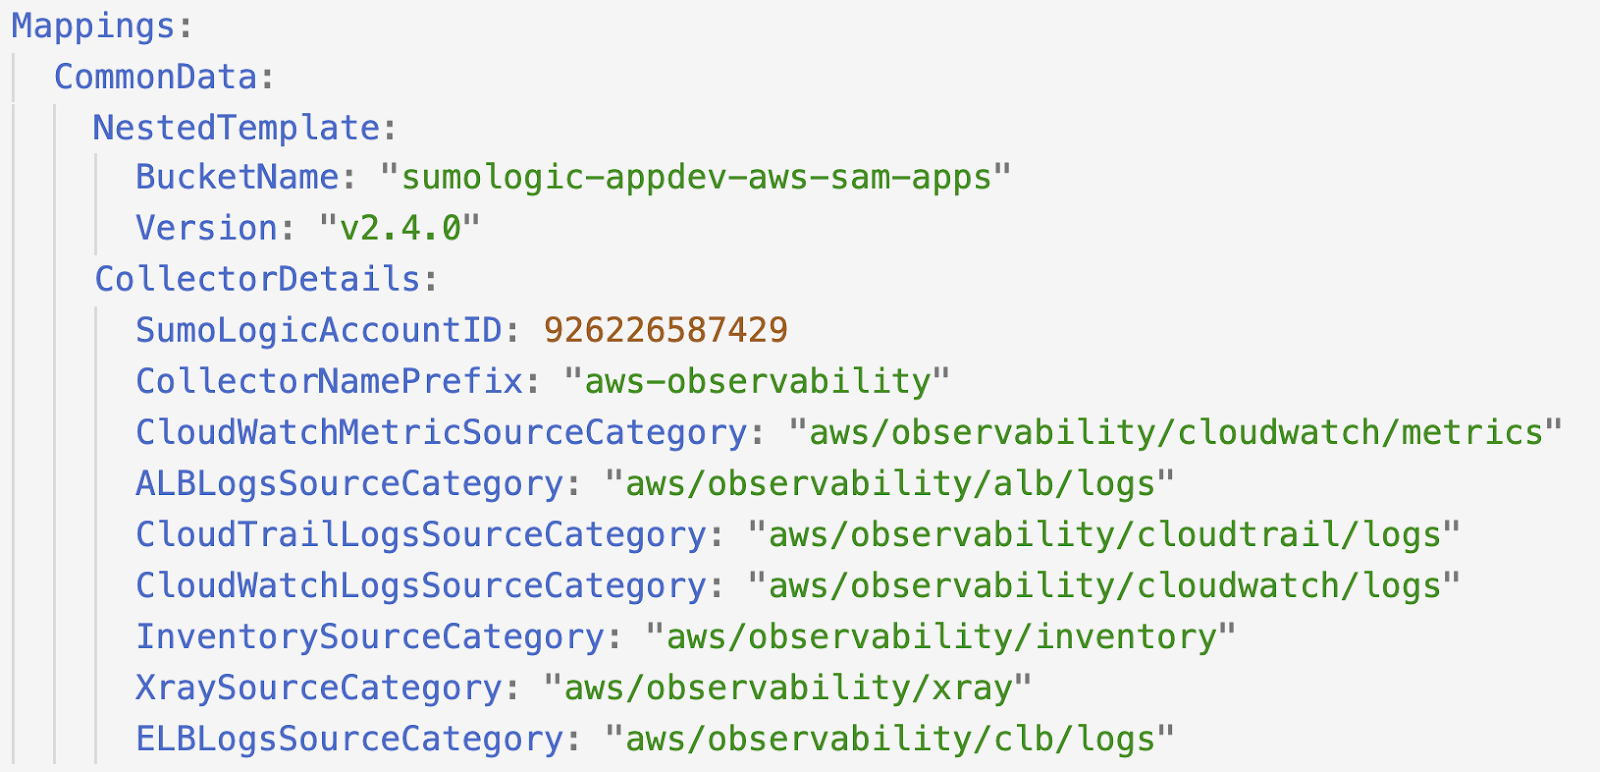 Mappings:
  CommonData:
    NestedTemplate:
      BucketName: "sumologic-appdev-aws-sam-apps"
      Version: "v2.4.0"
    CollectorDetails:
      SumoLogicAccountID: 926226587429
      CollectorNamePrefix: "aws-observability"
      CloudWatchMetricSourceCategory: "aws/observability/cloudwatch/metrics"
      ALBLogsSourceCategory: "aws/observability/alb/logs"
      CloudTrailLogsSourceCategory: "aws/observability/cloudtrail/logs"
      CloudWatchLogsSourceCategory: "aws/observability/cloudwatch/logs"
      InventorySourceCategory: "aws/observability/inventory"
      XraySourceCategory: "aws/observability/xray"
      ELBLogsSourceCategory: "aws/observability/clb/logs"